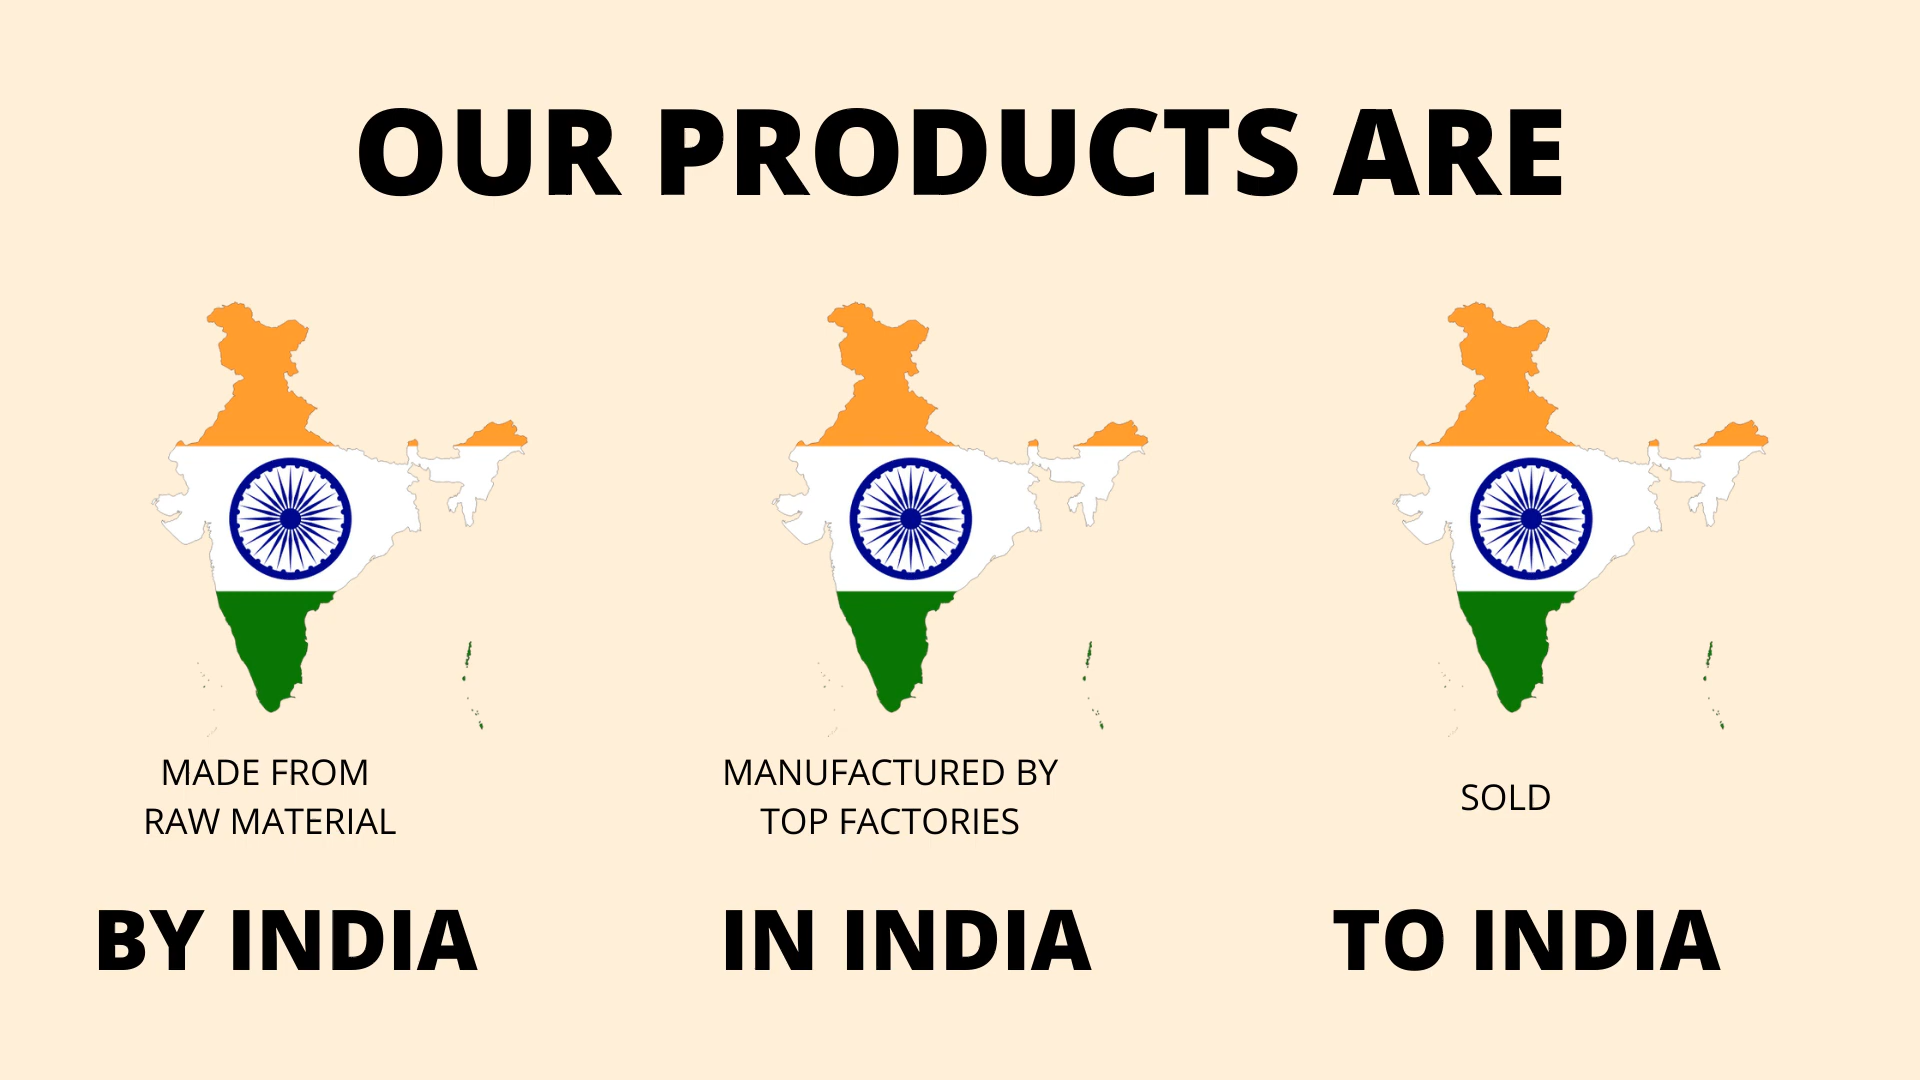 OUR PRODUCTS ARE
MADE FROM
RAW MATERIAL
BY INDIA
MANUFACTURED BY
TOP FACTORIES
IN INDIA
SOLD
TO INDIA